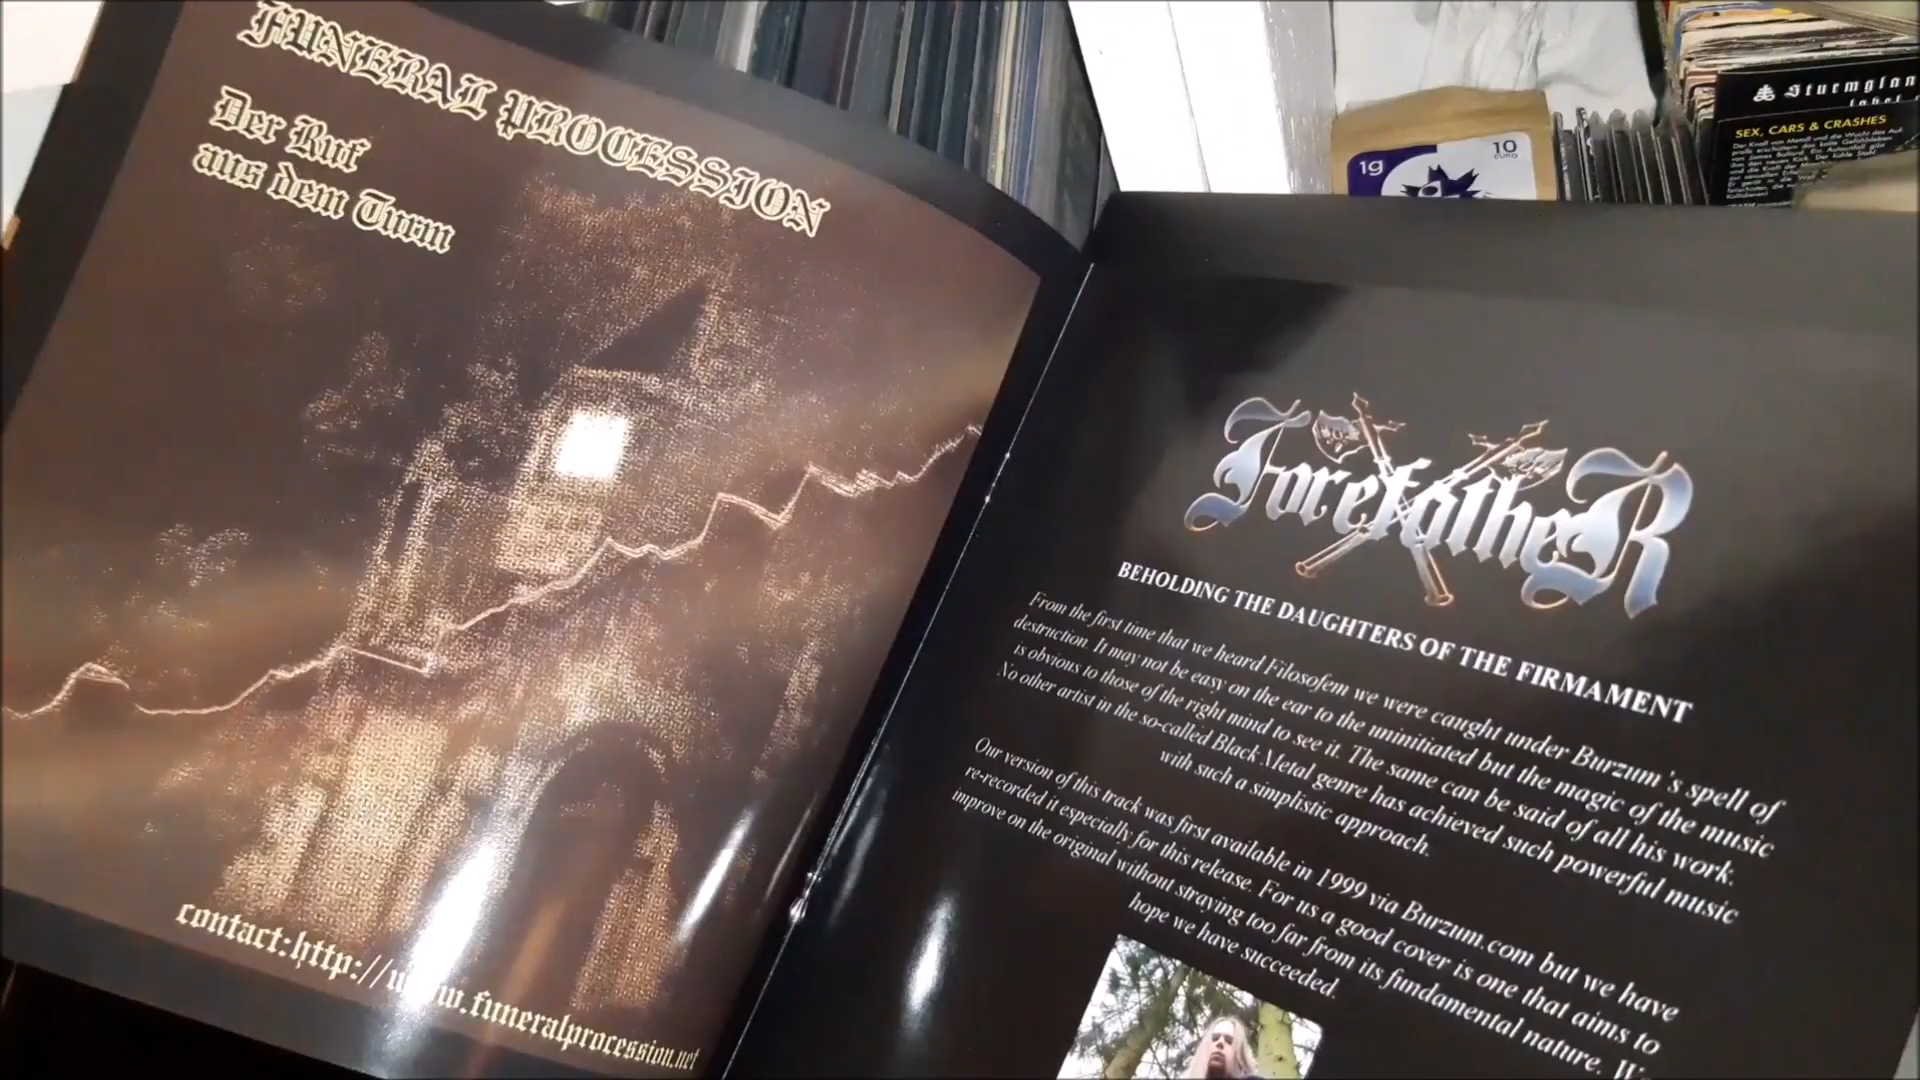 FUNERAL PROCESSION
Der Ruf
aus dem Turm
contact:http://www.funeralprocession.net
Forefather
BEHOLDING THE DAUGHTERS OF THE FIRMAMENT
From the first time that we heard Filosofem we were caught under Burzum 's spell of
destruction. It may not be easy on the ear to the uninitiated but the magic of the music
is obvious to those of the right mind to see it. The same can be said of all his work.
No other artist in the so-called Black Metal genre has achieved such powerful music
with such a simplistic approach.
Our version of this track was first available in 1999 via Burzum.com but we have
re-recorded it especially for this release. For us a good cover is one that aims to
improve on the original without straying too far from its fundamental nature. We
hope we have succeeded.
1g
10
EURO
Sturmglan
label
SEX, CARS & CRASHES